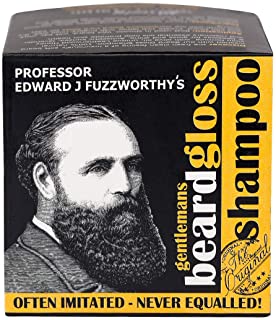 PROFESSOR
EDWARD J FUZZWORTHY'S
gentlemans
beardgloss
shampoo
The
Original
OFTEN IMITATED - NEVER EQUALLED!